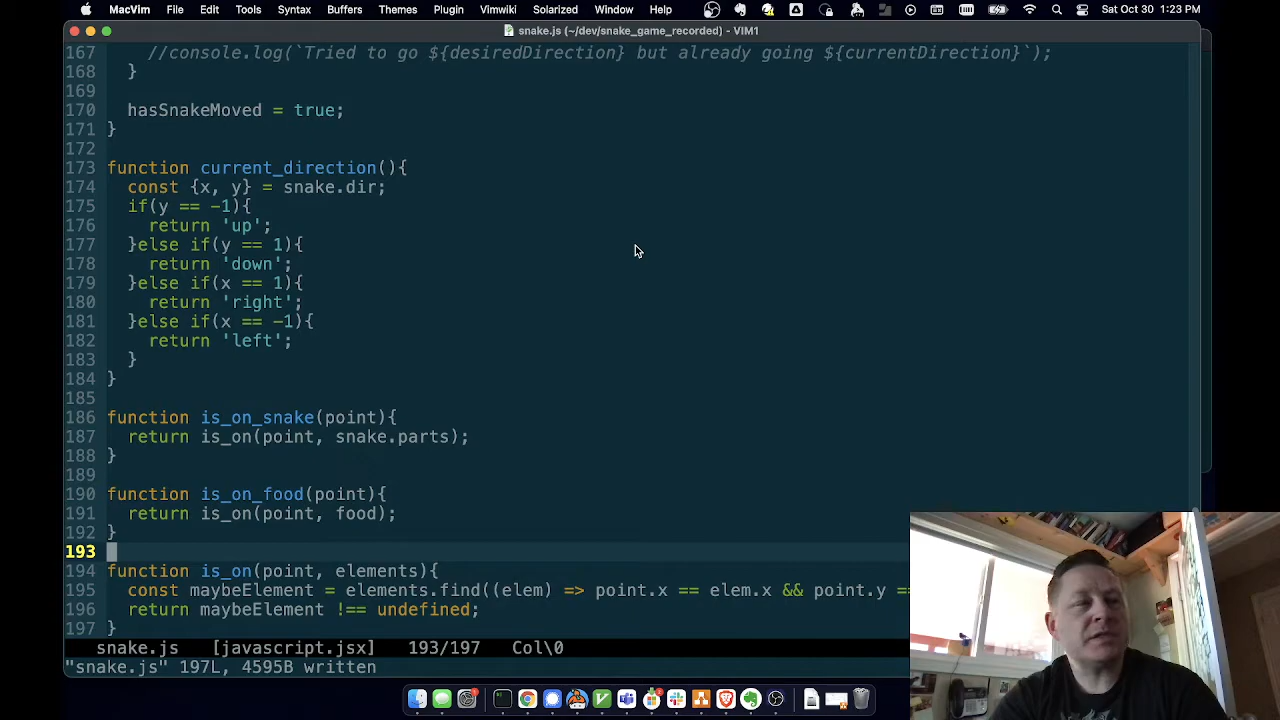 MacVim File Edit Tools Syntax Buffers Themes Plugin Vimwiki Solarized Window Help Sat Oct 30 1:23 PM
snake.js (~/dev/snake_game_recorded) - VIM1
167 //console.log(`Tried to go ${desiredDirection} but already going ${currentDirection}`);
168 }
169
170 hasSnakeMoved = true;
171 }
172
173 function current_direction(){
174 const {x, y} = snake.dir;
175 if(y == -1){
176 return 'up';
177 }else if(y == 1){
178 return 'down';
179 }else if(x == 1){
180 return 'right';
181 }else if(x == -1){
182 return 'left';
183 }
184 }
185
186 function is_on_snake(point){
187 return is_on(point, snake.parts);
188 }
189
190 function is_on_food(point){
191 return is_on(point, food);
192 }
193
194 function is_on(point, elements){
195 const maybeElement = elements.find((elem) => point.x == elem.x && point.y ==
196 return maybeElement !== undefined;
197 }
snake.js [javascript.jsx] 193/197 Col\0
"snake.js" 197L, 4595B written